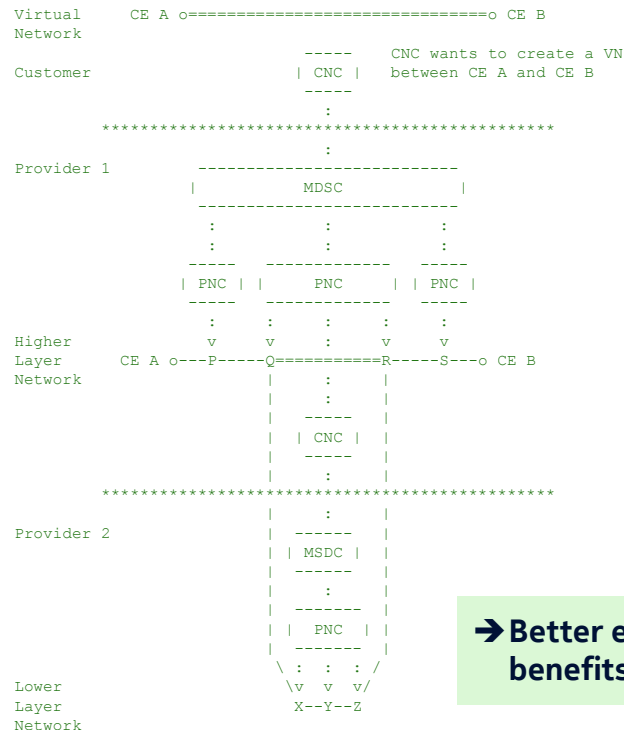 Virtual      CE A o===============================o CE B
Network
                              -----    CNC wants to create a VN
Customer                     | CNC |   between CE A and CE B
                              -----
                                :
         ***********************************************
                                :
Provider 1         ---------------------------
                  |           MDSC            |
                   ---------------------------
                    :           :           :
                    :           :           :
                  -----   -------------   -----
                 | PNC | |     PNC     | | PNC |
                  -----   -------------   -----
                    :     :     :     :     :
Higher              v     v     :     v     v
Layer      CE A o---P-----Q===========R-----S---o CE B
Network                   |     :     |
                          |     :     |
                          |   -----   |
                          |  | CNC |  |
                          |   -----   |
                          |     :     |
         ***********************************************
                          |     :     |
Provider 2                |   ------  |
                          |  | MSDC | |
                          |   ------  |
                          |     :     |
                          |  -------  |
                          | |  PNC  | |
                          |  -------  |
                           \ :  :  : /
Lower                       \v  v  v/
Layer                        X--Y--Z
Network
➔ Better e
benefits